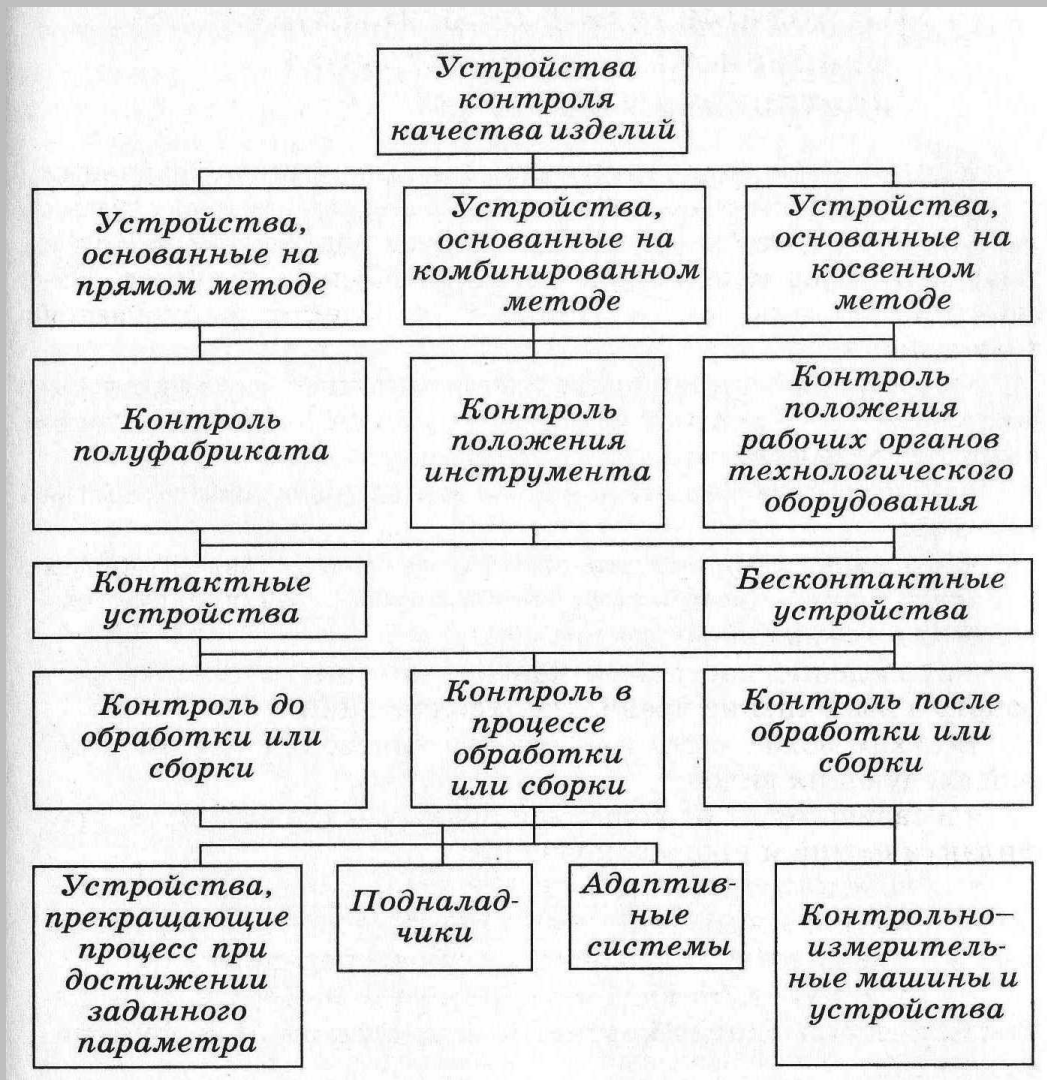 Устройства
контроля
качества изделий
Устройства,
основанные на
прямом методе
Устройства,
основанные на
комбинированном
методе
Устройства,
основанные на
косвенном
методе
Контроль
полуфабриката
Контроль
положения
инструмента
Контроль
положения
рабочих органов
технологического
оборудования
Контактные
устройства
Бесконтактные
устройства
Контроль до
обработки или
сборки
Контроль в
процессе
обработки
или сборки
Контроль после
обработки или
сборки
Устройства,
прекращающие
процесс при
достижении
заданного
параметра
Подналад-
чики
Адаптив-
ные
системы
Контрольно-
измеритель-
ные машины и
устройства